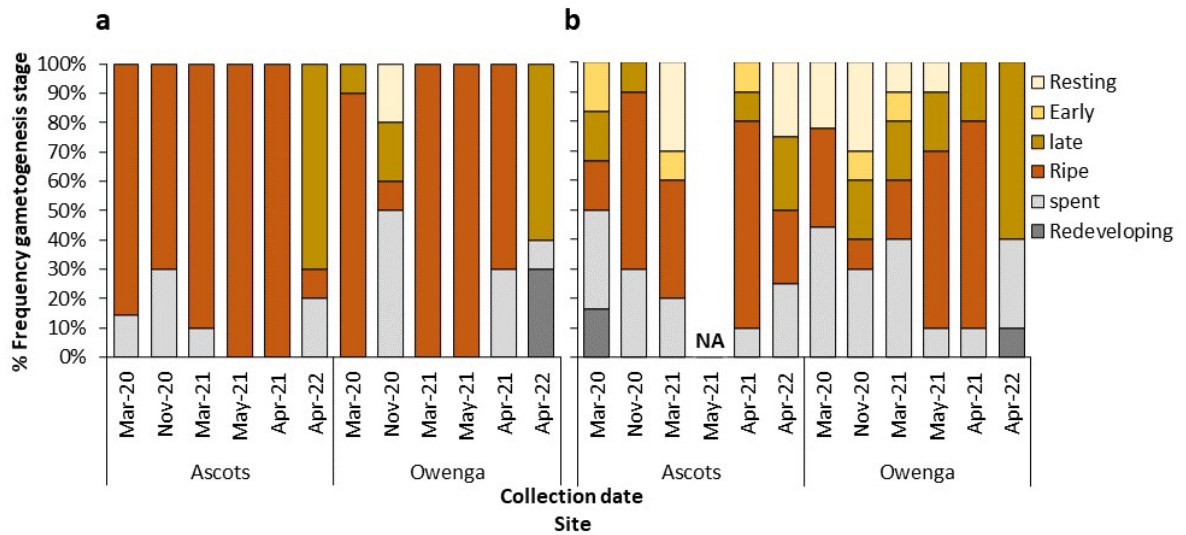 a
b
% Frequency gametogenesis stage
100%
90%
80%
70%
60%
50%
40%
30%
20%
10%
0%
NA
Resting
Early
late
Ripe
spent
Redeveloping
Mar-20 Nov-20 Mar-21 May-21 Apr-21 Apr-22 Mar-20 Nov-20 Mar-21 May-21 Apr-21 Apr-22 Mar-20 Nov-20 Mar-21 May-21 Apr-21 Apr-22 Mar-20 Nov-20 Mar-21 May-21 Apr-21 Apr-22
Ascots Owenga Ascots Owenga
Collection date
Site